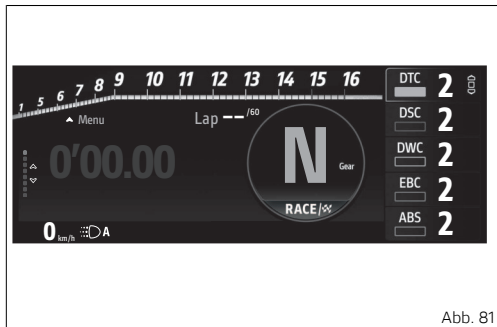 1 5 6 7 8 9 10 11 12 13 14 15 16
Menu
Lap --/60
0'00.00
N
Gear
RACE/
0 km/h A
DTC 2
DSC 2
DWC 2
EBC 2
ABS 2
Abb. 81